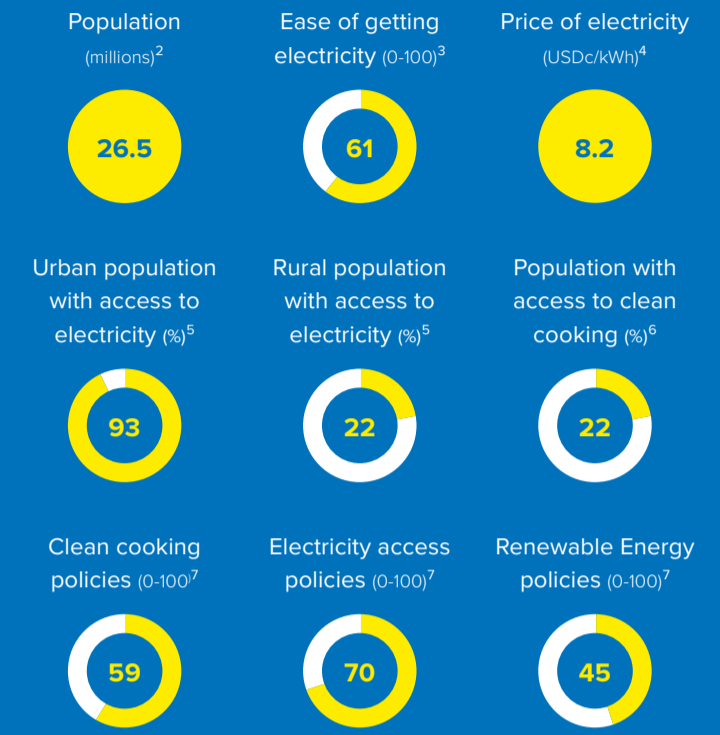 Population
(millions)²
26.5
Ease of getting
electricity (0-100)³
61
Price of electricity
(USDc/kWh)⁴
8.2
Urban population
with access to
electricity (%)⁵
93
Rural population
with access to
electricity (%)⁵
22
Population with
access to clean
cooking (%)⁶
22
Clean cooking
policies (0-100)⁷
59
Electricity access
policies (0-100)⁷
70
Renewable Energy
policies (0-100)⁷
45